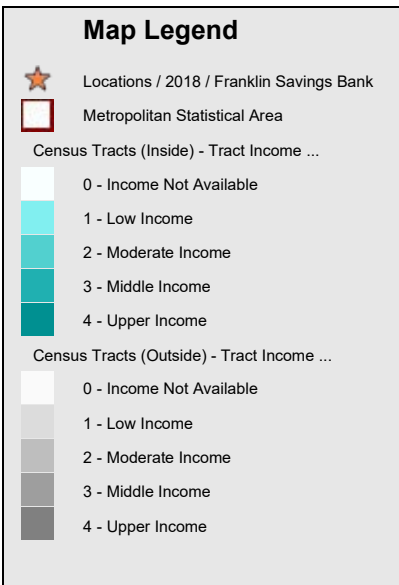 Map Legend
Locations / 2018 / Franklin Savings Bank
Metropolitan Statistical Area
Census Tracts (Inside) - Tract Income ...
0 - Income Not Available
1 - Low Income
2 - Moderate Income
3 - Middle Income
4 - Upper Income
Census Tracts (Outside) - Tract Income ...
0 - Income Not Available
1 - Low Income
2 - Moderate Income
3 - Middle Income
4 - Upper Income